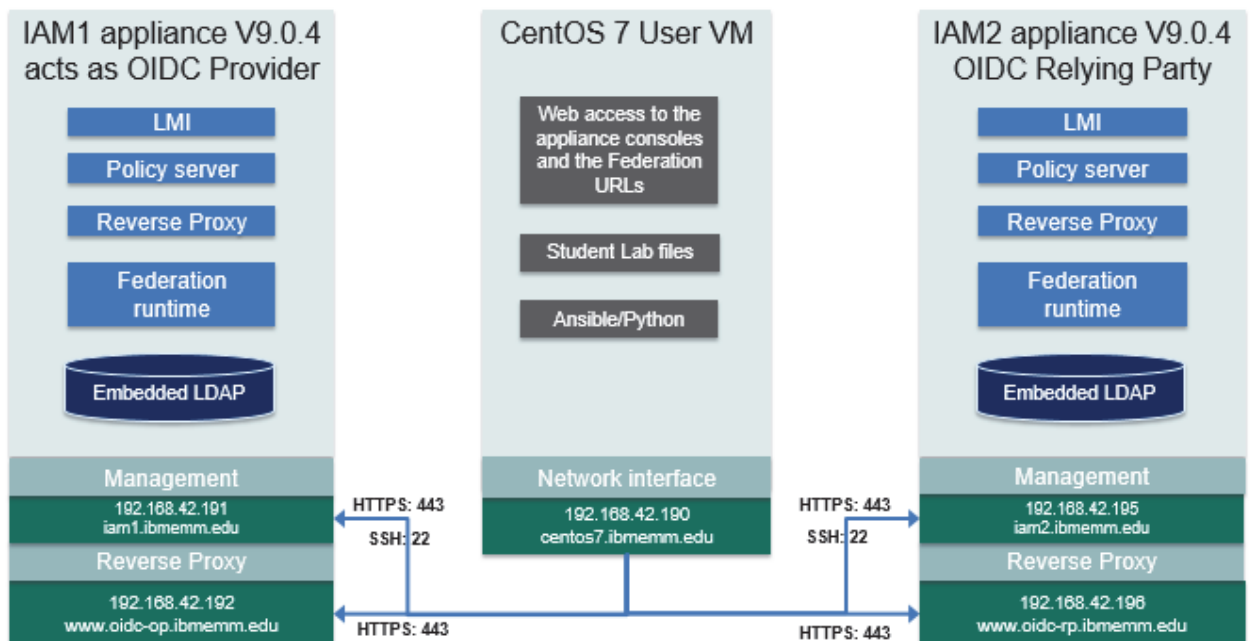 IAM1 appliance V9.0.4
acts as OIDC Provider
LMI
Policy server
Reverse Proxy
Federation
runtime
Embedded LDAP
Management
192.168.42.191
iam1.ibmemm.edu
Reverse Proxy
192.168.42.192
www.oidc-op.ibmemm.edu
HTTPS: 443
SSH: 22
HTTPS: 443
CentOS 7 User VM
Web access to the
appliance consoles
and the Federation
URLs
Student Lab files
Ansible/Python
Network interface
192.168.42.190
centos7.ibmemm.edu
HTTPS: 443
SSH: 22
HTTPS: 443
IAM2 appliance V9.0.4
OIDC Relying Party
LMI
Policy server
Reverse Proxy
Federation
runtime
Embedded LDAP
Management
192.168.42.195
iam2.ibmemm.edu
Reverse Proxy
192.168.42.196
www.oidc-rp.ibmemm.edu